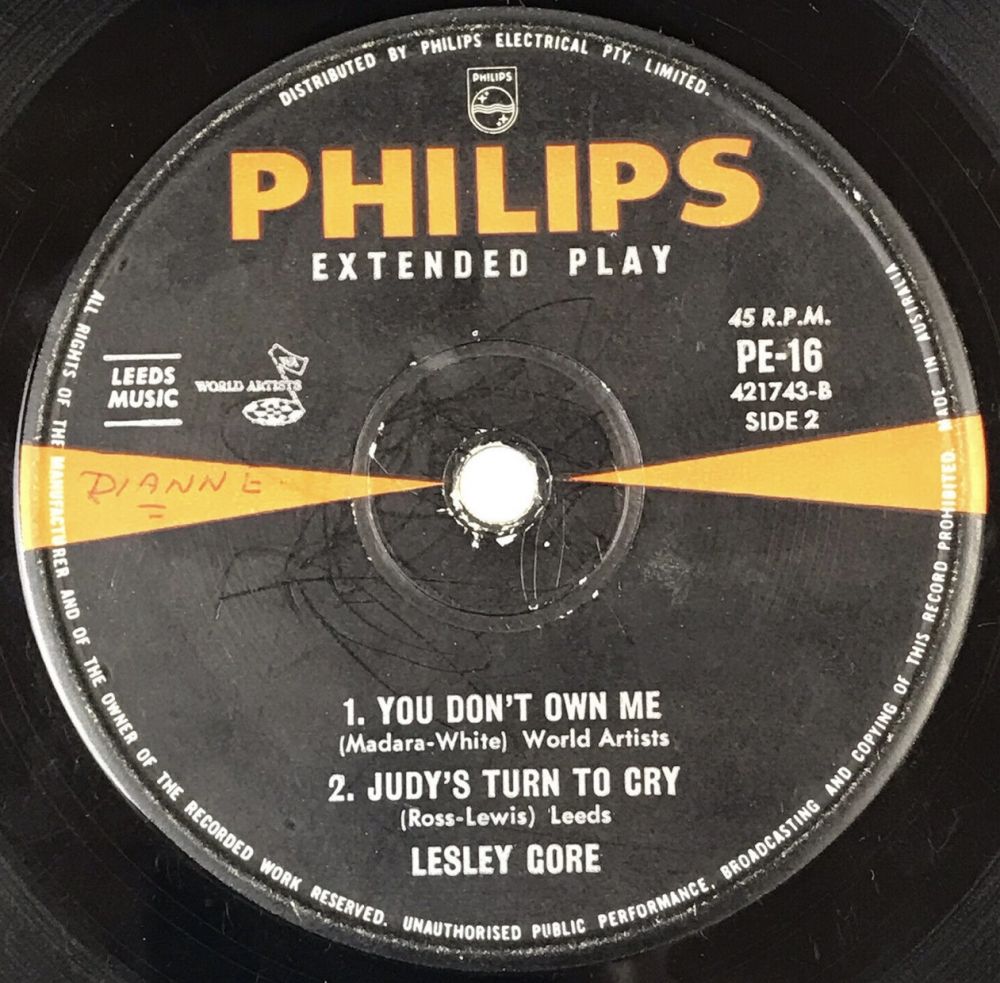 DISTRIBUTED BY PHILIPS ELECTRICAL PTY. LIMITED.
PHILIPS
PHILIPS
EXTENDED PLAY
45 R.P.M.
PE-16
421743-B
SIDE 2
LEEDS
MUSIC
WORLD ARTISTS
DIANNE
1. YOU DON'T OWN ME
(Madara-White) World Artists
2. JUDY'S TURN TO CRY
(Ross-Lewis) Leeds
LESLEY GORE
ALL RIGHTS OF THE MANUFACTURER AND OF THE OWNER OF THE RECORDED WORK RESERVED. UNAUTHORISED PUBLIC PERFORMANCE, BROADCASTING AND COPYING OF THIS RECORD PROHIBITED. MADE IN AUSTRALIA